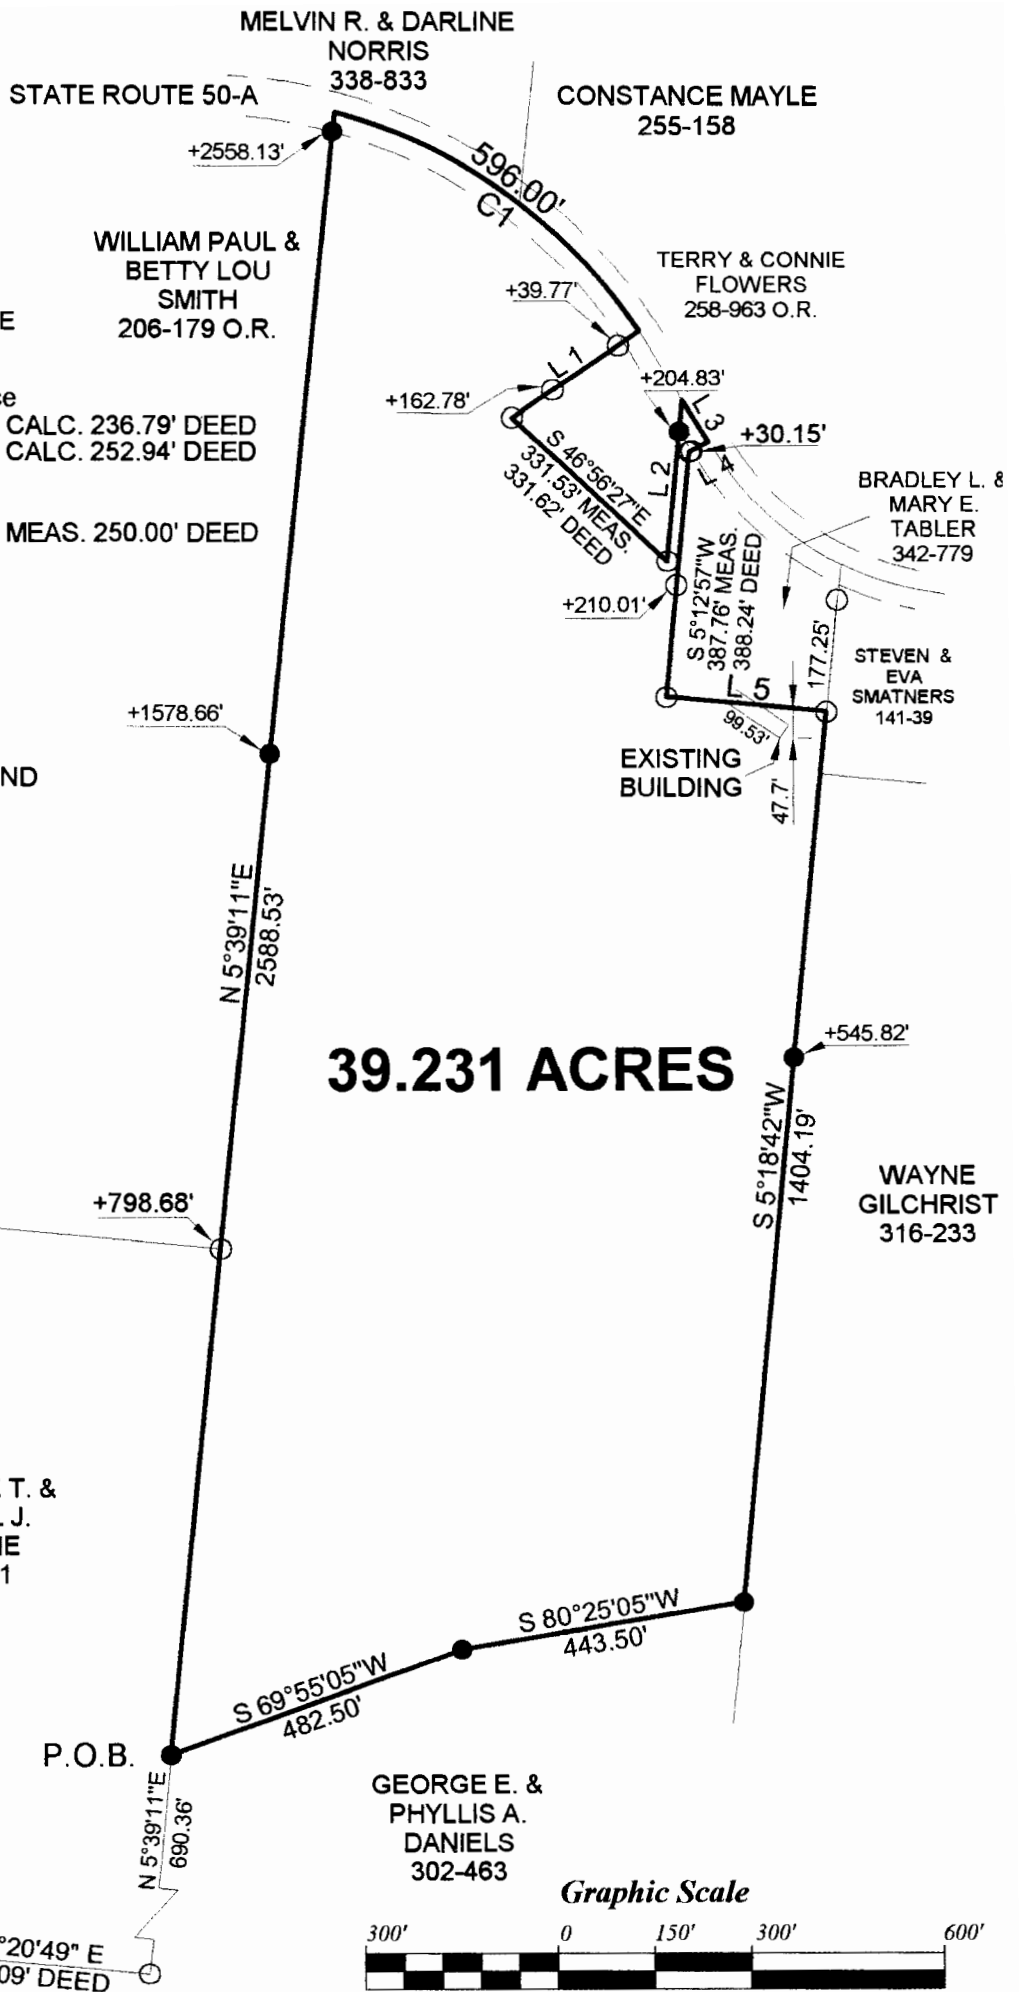 MELVIN R. & DARLINE
NORRIS
338-833
STATE ROUTE 50-A
CONSTANCE MAYLE
255-158
+2558.13'
596.00'
C1
WILLIAM PAUL &
BETTY LOU
SMITH
206-179 O.R.
TERRY & CONNIE
FLOWERS
258-963 O.R.
+39.77'
E
L 1
+162.78'
+204.83'
L 3
+30.15'
L 4
CALC. 236.79' DEED
CALC. 252.94' DEED
MEAS. 250.00' DEED
S 46°56'27"E
331.53' MEAS.
331.62' DEED
L 2
BRADLEY L. &
MARY E.
TABLER
342-779
+210.01'
S 5°12'57"W
387.76' MEAS.
388.24' DEED
177.25'
STEVEN &
EVA
SMATNERS
141-39
L 5
99.53'
47.7'
EXISTING
BUILDING
+1578.66'
ND
N 5°39'11"E
2588.53'
39.231 ACRES
+545.82'
S 5°18'42"W
1404.19'
WAYNE
GILCHRIST
316-233
+798.68'
T. &
J.
E
1
S 80°25'05"W
443.50'
S 69°55'05"W
482.50'
P.O.B.
N 5°39'11"E
690.36'
GEORGE E. &
PHYLLIS A.
DANIELS
302-463
°20'49" E
09' DEED
Graphic Scale
300' 0 150' 300' 600'